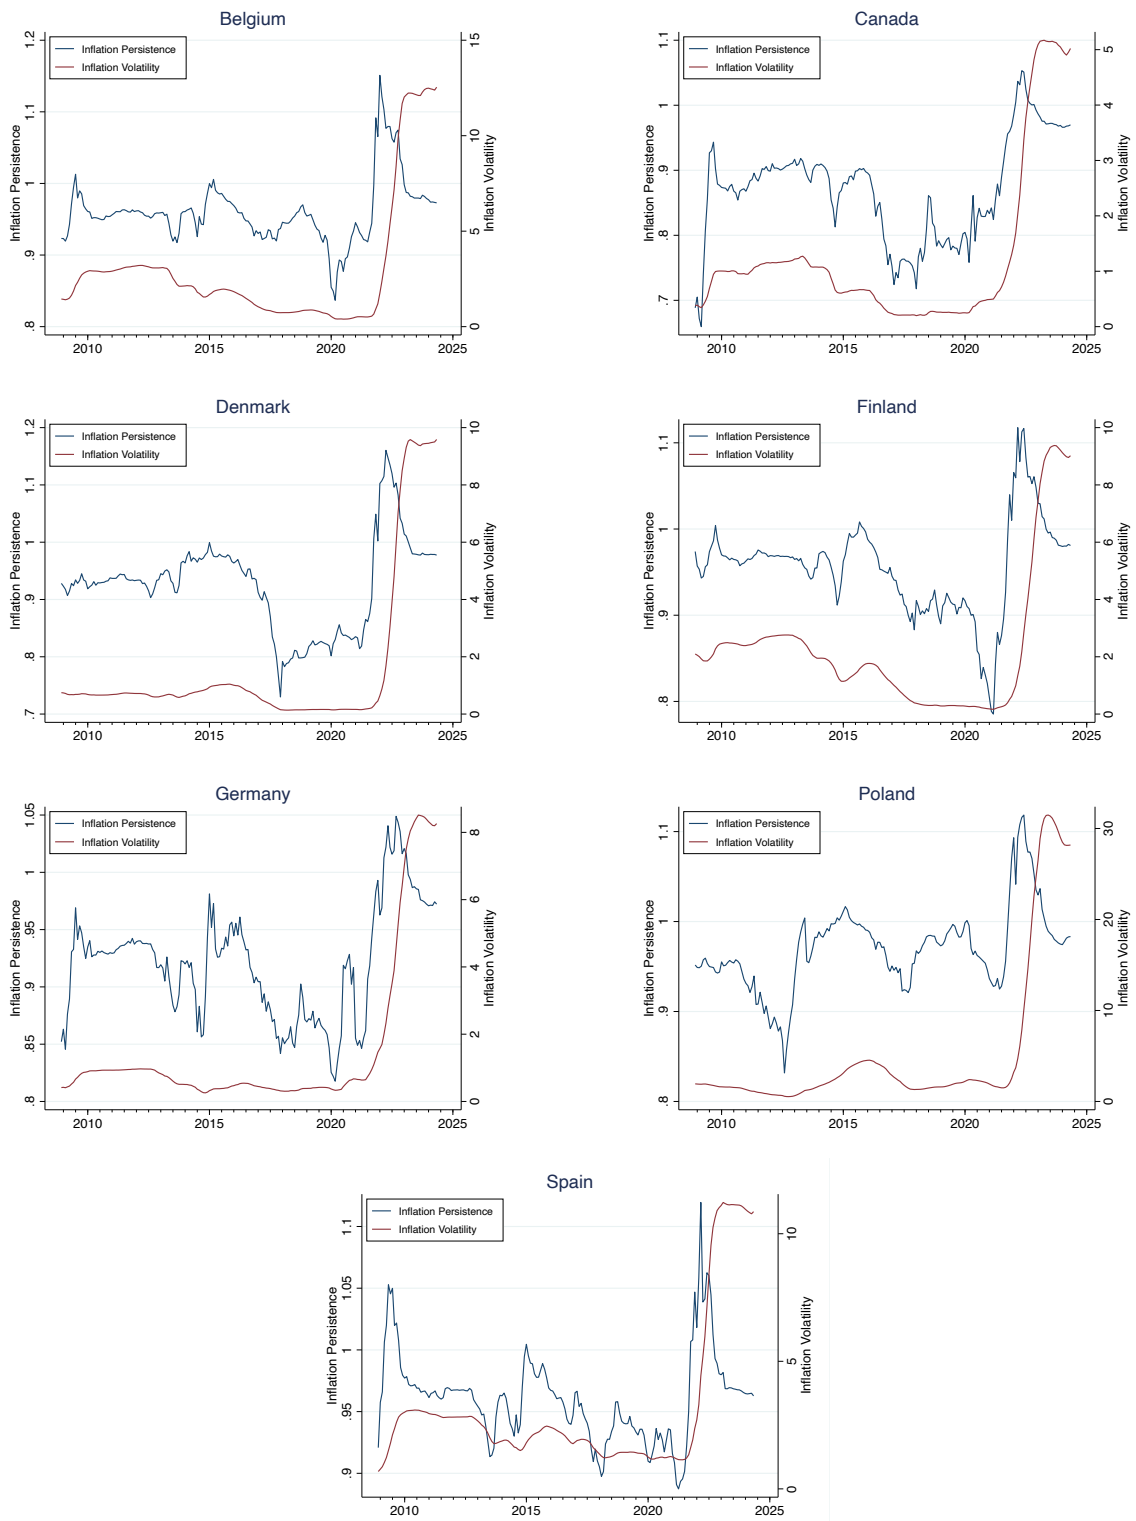 Belgium
Inflation Persistence
Inflation Volatility
Inflation Persistence
.8 .9 1 1.1 1.2
Inflation Volatility
0 5 10 15
2010 2015 2020 2025
Canada
Inflation Persistence
Inflation Volatility
Inflation Persistence
.7 .8 .9 1 1.1
Inflation Volatility
0 1 2 3 4 5
2010 2015 2020 2025
Denmark
Inflation Persistence
Inflation Volatility
Inflation Persistence
.7 .8 .9 1 1.1 1.2
Inflation Volatility
0 2 4 6 8 10
2010 2015 2020 2025
Finland
Inflation Persistence
Inflation Volatility
Inflation Persistence
.8 .9 1 1.1
Inflation Volatility
0 2 4 6 8 10
2010 2015 2020 2025
Germany
Inflation Persistence
Inflation Volatility
Inflation Persistence
.8 .85 .9 .95 1 1.05
Inflation Volatility
0 2 4 6 8
2010 2015 2020 2025
Poland
Inflation Persistence
Inflation Volatility
Inflation Persistence
.8 .9 1 1.1
Inflation Volatility
0 10 20 30
2010 2015 2020 2025
Spain
Inflation Persistence
Inflation Volatility
Inflation Persistence
.9 .95 1 1.05 1.1
Inflation Volatility
0 5 10
2010 2015 2020 2025